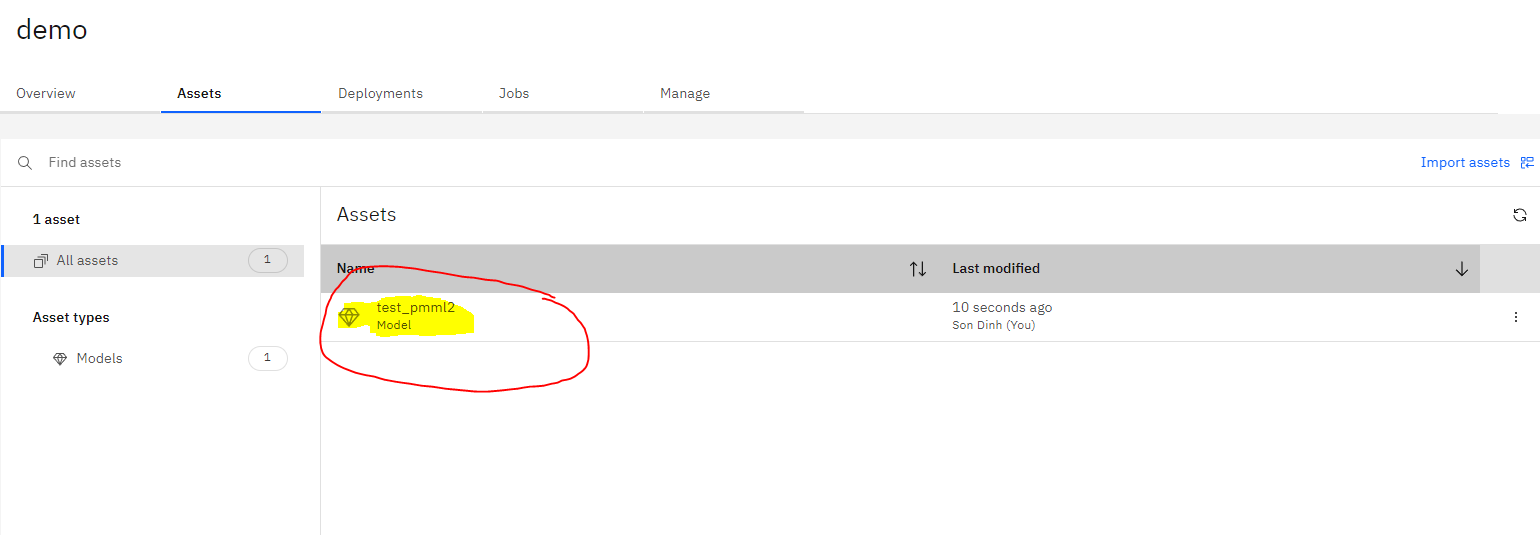 demo
Overview
Assets
Deployments
Jobs
Manage
Find assets
Import assets
1 asset
All assets
1
Asset types
Models
1
Assets
Name
Last modified
test_pmml2
Model
10 seconds ago
Son Dinh (You)